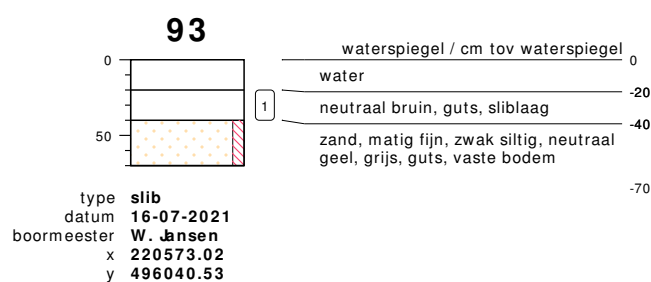 93
waterspiegel / cm tov waterspiegel
0
0
water
-20
1
neutraal bruin, guts, sliblaag
-40
50
zand, matig fijn, zwak siltig, neutraal
geel, grijs, guts, vaste bodem
-70
type slib
datum 16-07-2021
boormeester W. Jansen
x 220573.02
y 496040.53